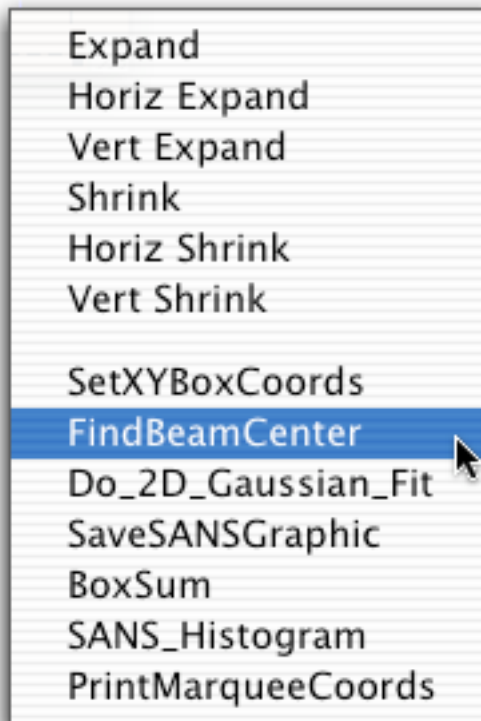 Expand
Horiz Expand
Vert Expand
Shrink
Horiz Shrink
Vert Shrink
SetXYBoxCoords
FindBeamCenter
Do_2D_Gaussian_Fit
SaveSANSGraphic
BoxSum
SANS_Histogram
PrintMarqueeCoords